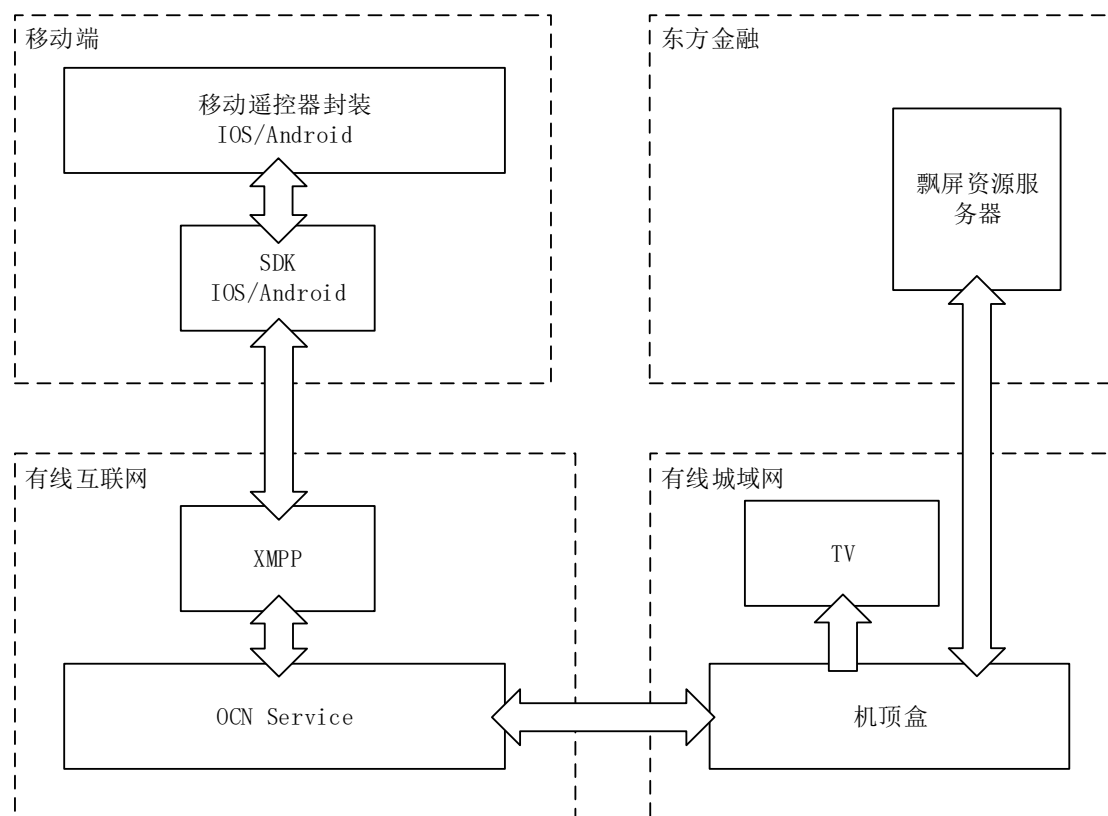 移动端
移动遥控器封装
IOS/Android
SDK
IOS/Android
东方金融
飘屏资源服
务器
有线互联网
XMPP
OCN Service
有线城域网
TV
机顶盒